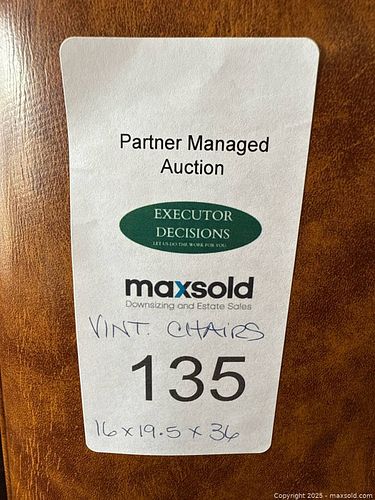 Partner Managed
Auction
EXECUTOR
DECISIONS
LET US DO THE WORK FOR YOU
maxsold
Downsizing and Estate Sales
VINT. CHAIRS
135
16 x 19.5 x 36
Copyright © 2025 - maxsold.com